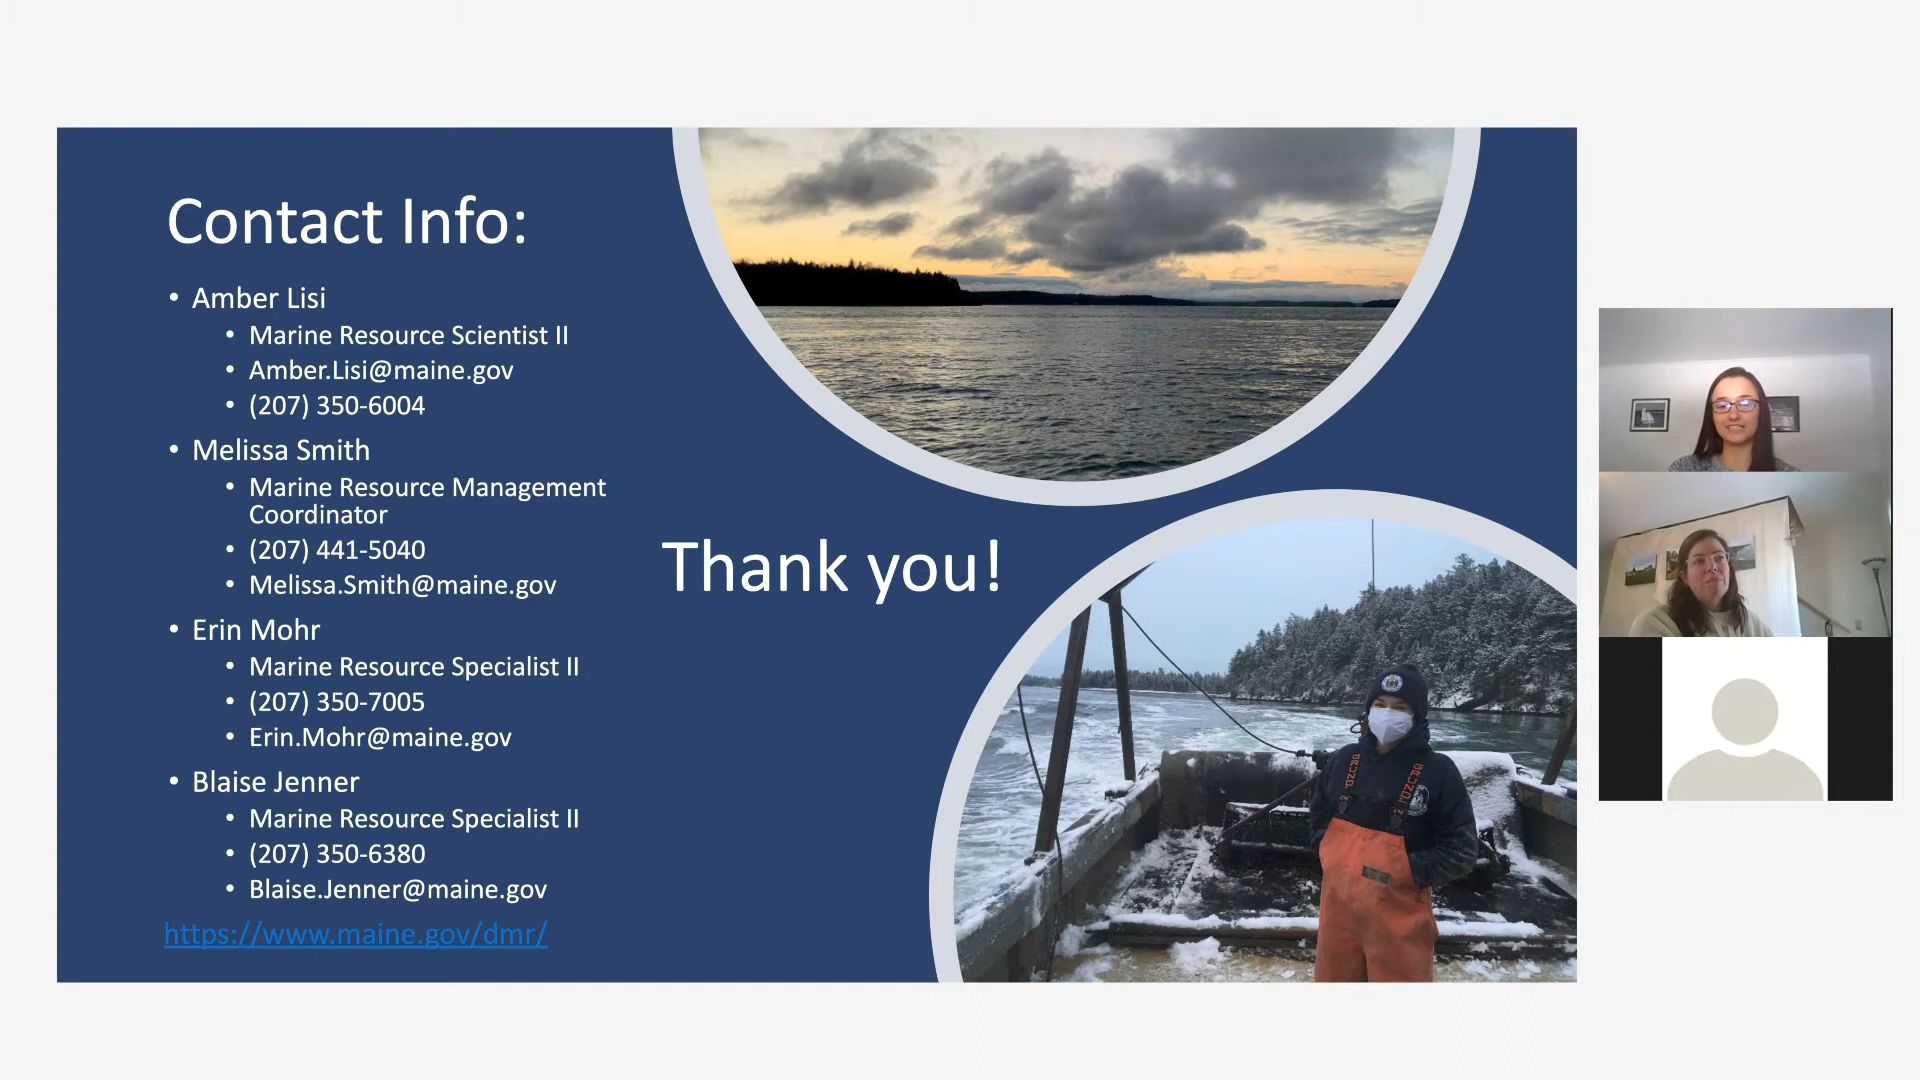 Contact Info:
• Amber Lisi
• Marine Resource Scientist II
• Amber.Lisi@maine.gov
• (207) 350-6004
• Melissa Smith
• Marine Resource Management
Coordinator
• (207) 441-5040
• Melissa.Smith@maine.gov
• Erin Mohr
• Marine Resource Specialist II
• (207) 350-7005
• Erin.Mohr@maine.gov
• Blaise Jenner
• Marine Resource Specialist II
• (207) 350-6380
• Blaise.Jenner@maine.gov
https://www.maine.gov/dmr/
Thank you!